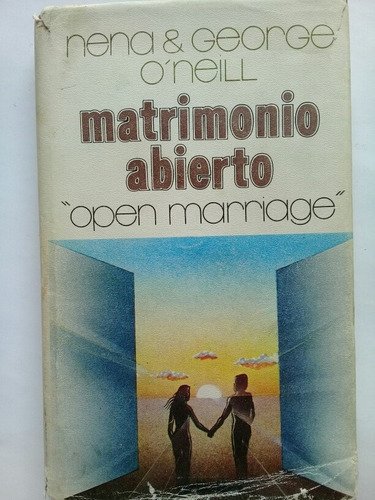 nena & George
o'neill
matrimonio
abierto
"open marriage"